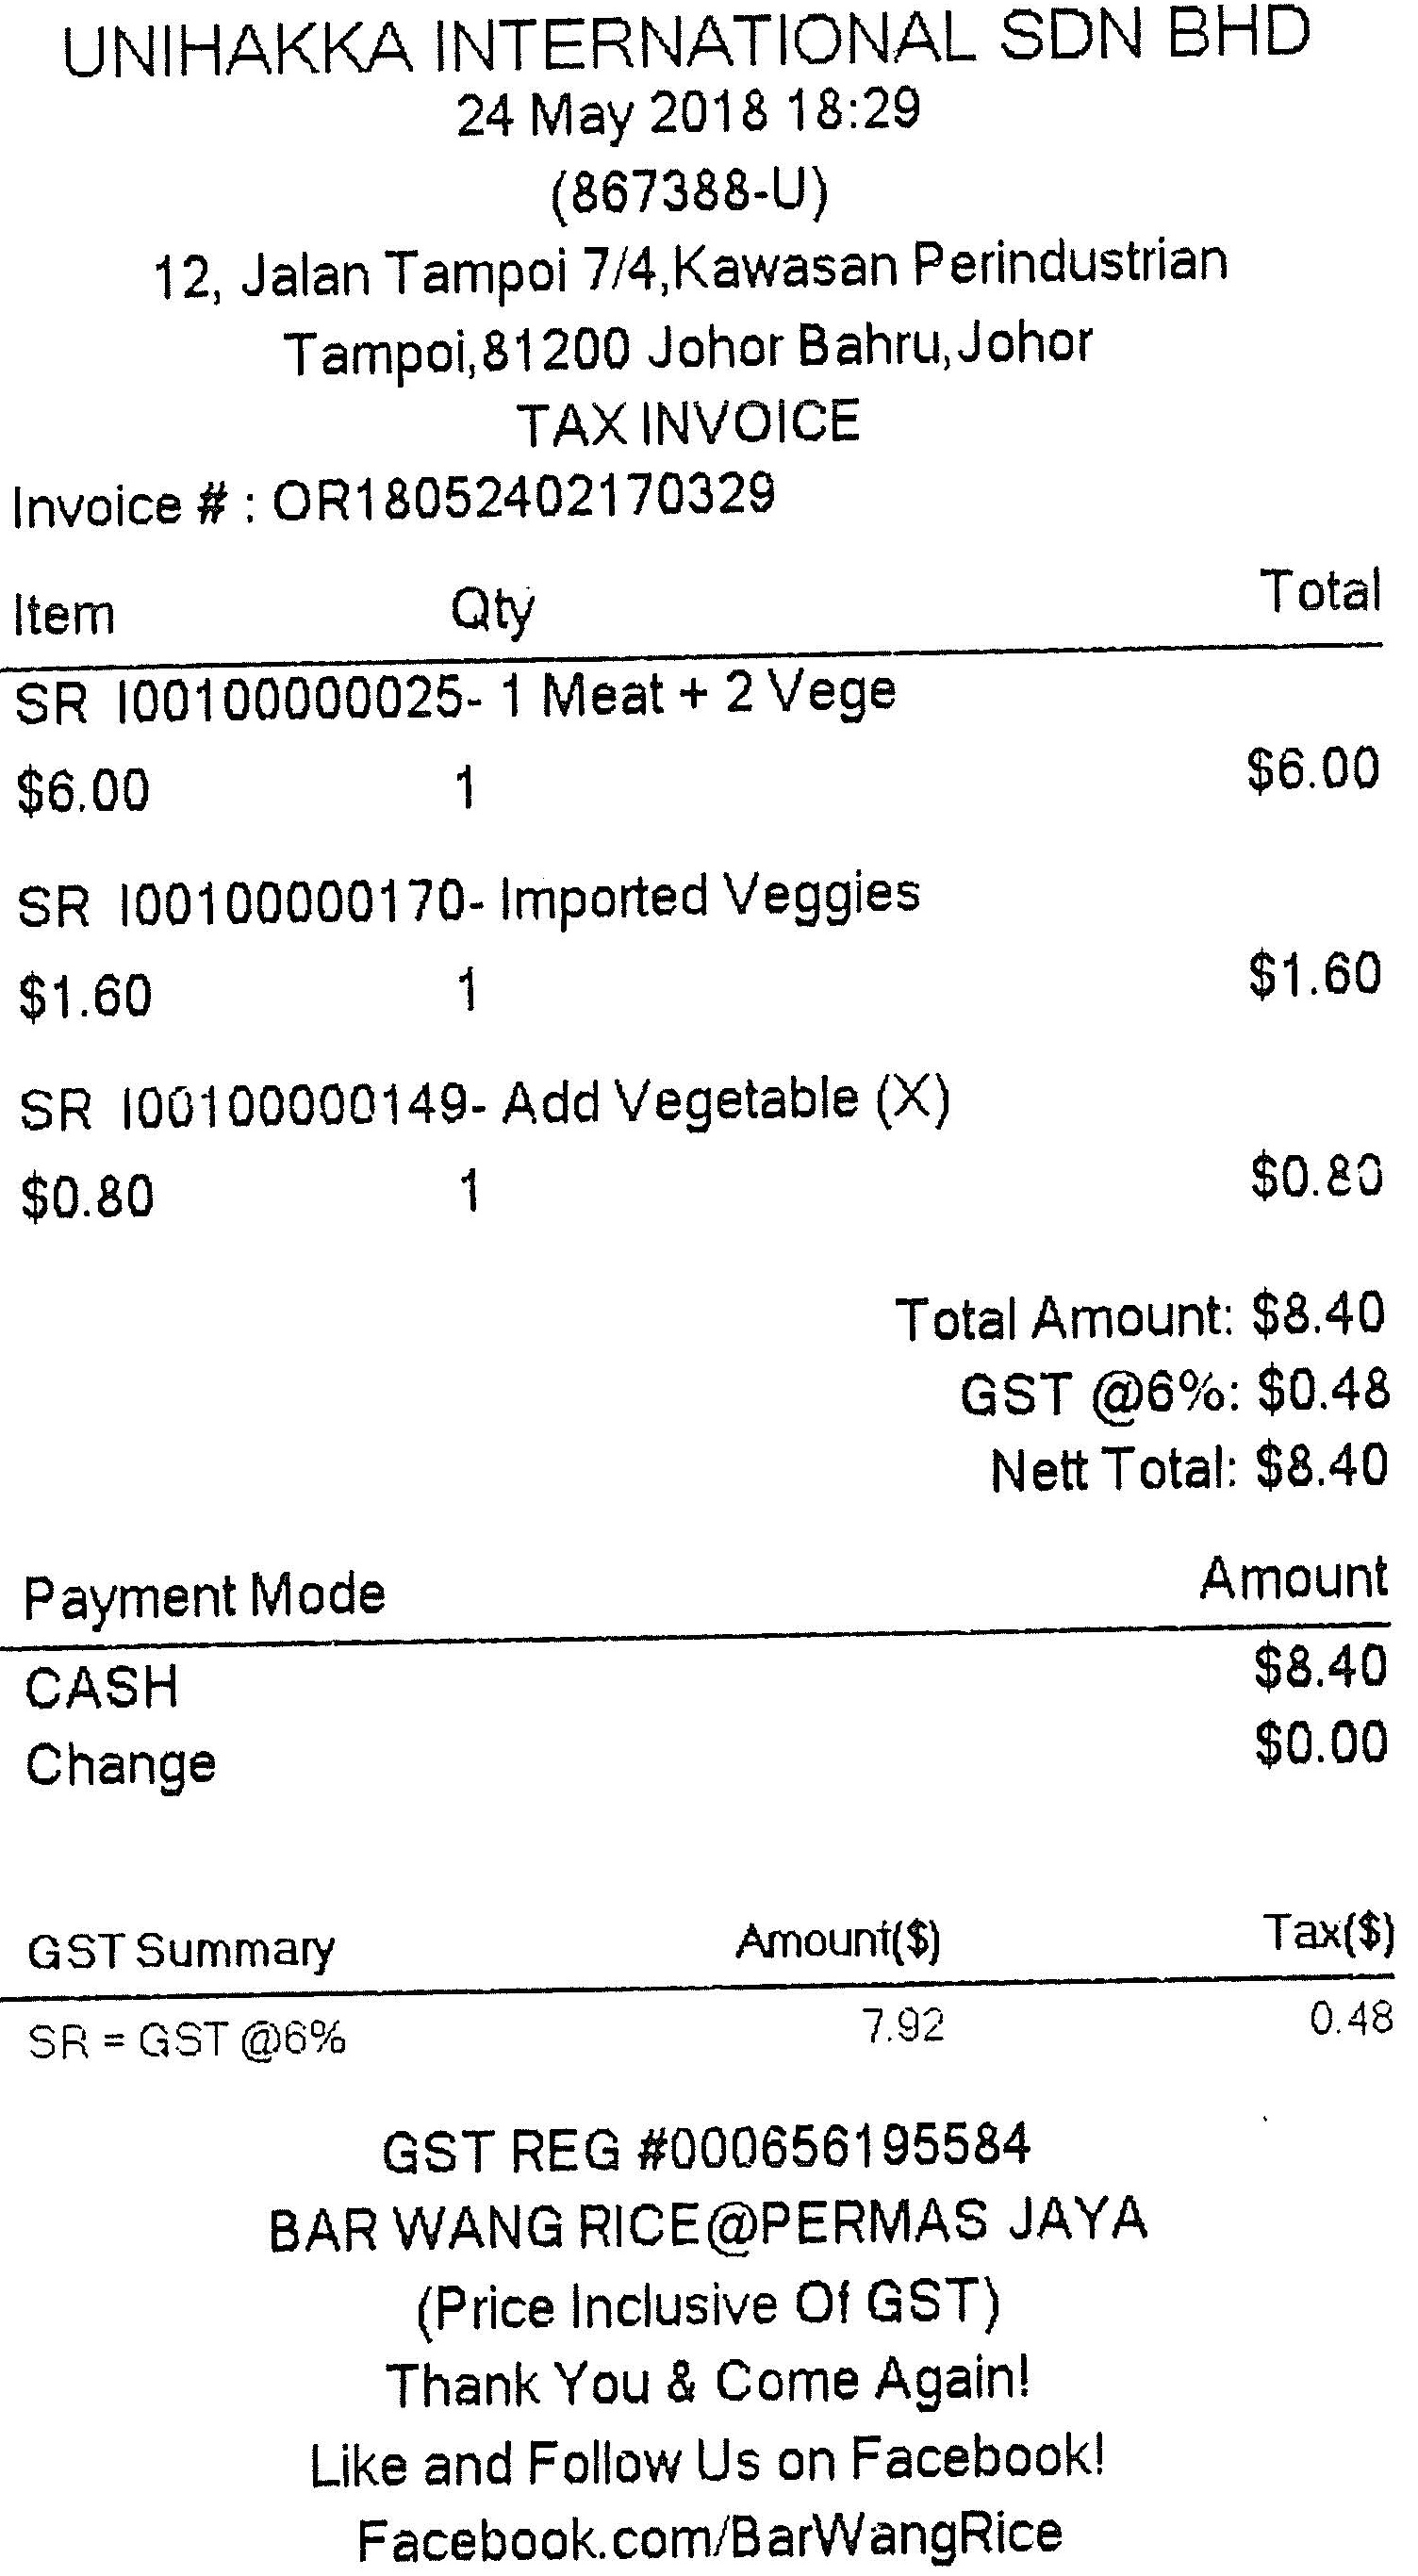 UNIHAKKA INTERNATIONAL SDN BHD
24 May 2018 18:29
(867388-U)
12, Jalan Tampoi 7/4,Kawasan Perindustrian
Tampoi,81200 Johor Bahru,Johor
TAX INVOICE
Invoice # : OR18052402170329
Item Qty Total
SR I00100000025- 1 Meat + 2 Vege
$6.00 1 $6.00
SR I00100000170- Imported Veggies
$1.60 1 $1.60
SR I00100000149- Add Vegetable (X)
$0.80 1 $0.80
Total Amount: $8.40
GST @6%: $0.48
Nett Total: $8.40
Payment Mode Amount
CASH $8.40
Change $0.00
GST Summary Amount($) Tax($)
SR = GST @6% 7.92 0.48
GST REG #000656195584
BAR WANG RICE@PERMAS JAYA
(Price Inclusive Of GST)
Thank You & Come Again!
Like and Follow Us on Facebook!
Facebook.com/BarWangRice